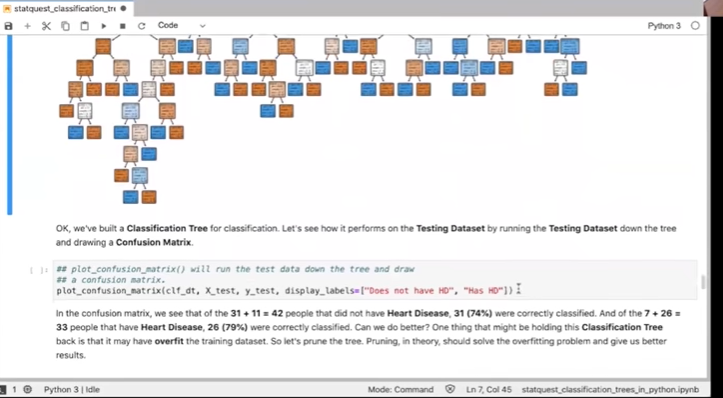 statquest_classification_tre
Code
Python 3
OK, we've built a Classification Tree for classification. Let's see how it performs on the Testing Dataset by running the Testing Dataset down the tree
and drawing a Confusion Matrix.
[ ]:
## plot_confusion_matrix() will run the test data down the tree and draw
## a confusion matrix.
plot_confusion_matrix(clf_dt, X_test, y_test, display_labels=["Does not have HD", "Has HD"])
In the confusion matrix, we see that of the 31 + 11 = 42 people that did not have Heart Disease, 31 (74%) were correctly classified. And of the 7 + 26 =
33 people that have Heart Disease, 26 (79%) were correctly classified. Can we do better? One thing that might be holding this Classification Tree
back is that it may have overfit the training dataset. So let's prune the tree. Pruning, in theory, should solve the overfitting problem and give us better
results.
1 Python 3 | Idle Mode: Command Ln 7, Col 45 statquest_classification_trees_in_python.ipynb